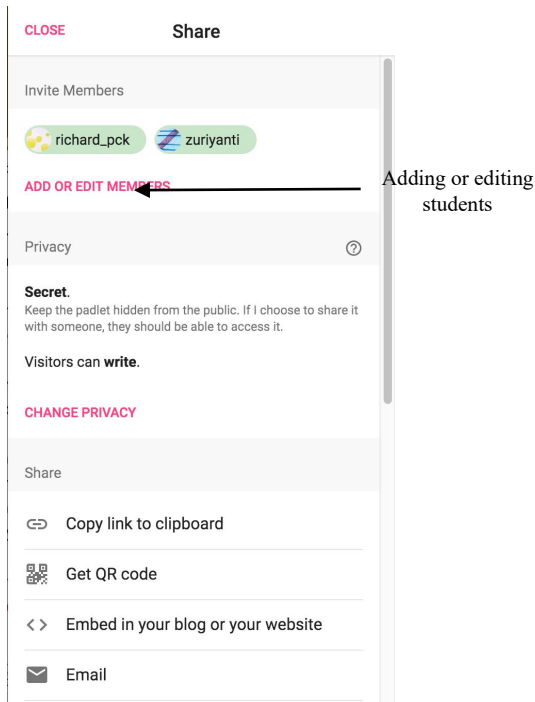 CLOSE Share
Invite Members
richard_pck zuriyanti
ADD OR EDIT MEMBERS
Adding or editing
students
Privacy
Secret.
Keep the padlet hidden from the public. If I choose to share it
with someone, they should be able to access it.
Visitors can write.
CHANGE PRIVACY
Share
Copy link to clipboard
Get QR code
Embed in your blog or your website
Email